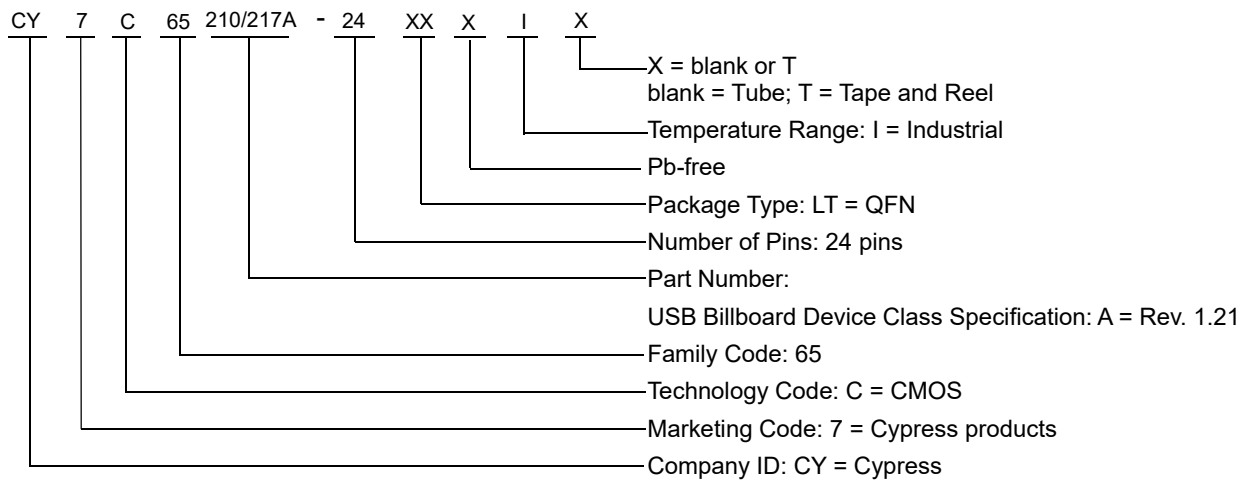 CY 7 C 65 210/217A - 24 XX X I X
X = blank or T
blank = Tube; T = Tape and Reel
Temperature Range: I = Industrial
Pb-free
Package Type: LT = QFN
Number of Pins: 24 pins
Part Number:
USB Billboard Device Class Specification: A = Rev. 1.21
Family Code: 65
Technology Code: C = CMOS
Marketing Code: 7 = Cypress products
Company ID: CY = Cypress